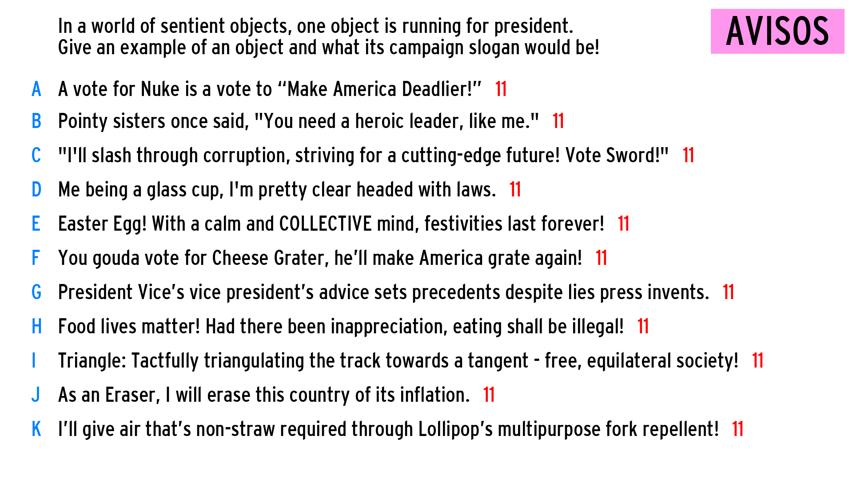 In a world of sentient objects, one object is running for president.
Give an example of an object and what its campaign slogan would be!
AVISOS
A A vote for Nuke is a vote to “Make America Deadlier!” 11
B Pointy sisters once said, "You need a heroic leader, like me." 11
C "I'll slash through corruption, striving for a cutting-edge future! Vote Sword!" 11
D Me being a glass cup, I'm pretty clear headed with laws. 11
E Easter Egg! With a calm and COLLECTIVE mind, festivities last forever! 11
F You gouda vote for Cheese Grater, he’ll make America grate again! 11
G President Vice’s vice president’s advice sets precedents despite lies press invents. 11
H Food lives matter! Had there been inappreciation, eating shall be illegal! 11
I Triangle: Tactfully triangulating the track towards a tangent - free, equilateral society! 11
J As an Eraser, I will erase this country of its inflation. 11
K I’ll give air that’s non-straw required through Lollipop’s multipurpose fork repellent! 11